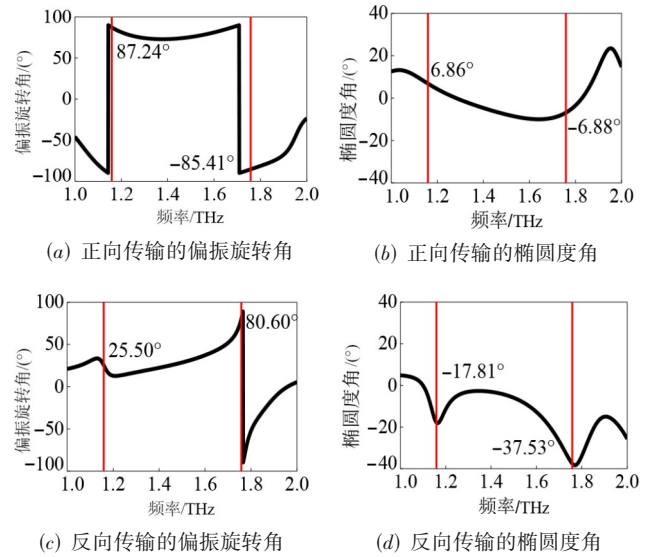 100
50
0
−50
−100
偏振旋转角/(°)
87.24°
−85.41°
1.0 1.2 1.4 1.6 1.8 2.0
频率/THz
(a) 正向传输的偏振旋转角
40
20
0
−20
−40
椭圆度角/(°)
6.86°
−6.88°
1.0 1.2 1.4 1.6 1.8 2.0
频率/THz
(b) 正向传输的椭圆度角
100
50
0
−50
−100
偏振旋转角/(°)
25.50°
80.60°
1.0 1.2 1.4 1.6 1.8 2.0
频率/THz
(c) 反向传输的偏振旋转角
40
20
0
−20
−40
椭圆度角/(°)
−17.81°
−37.53°
1.0 1.2 1.4 1.6 1.8 2.0
频率/THz
(d) 反向传输的椭圆度角